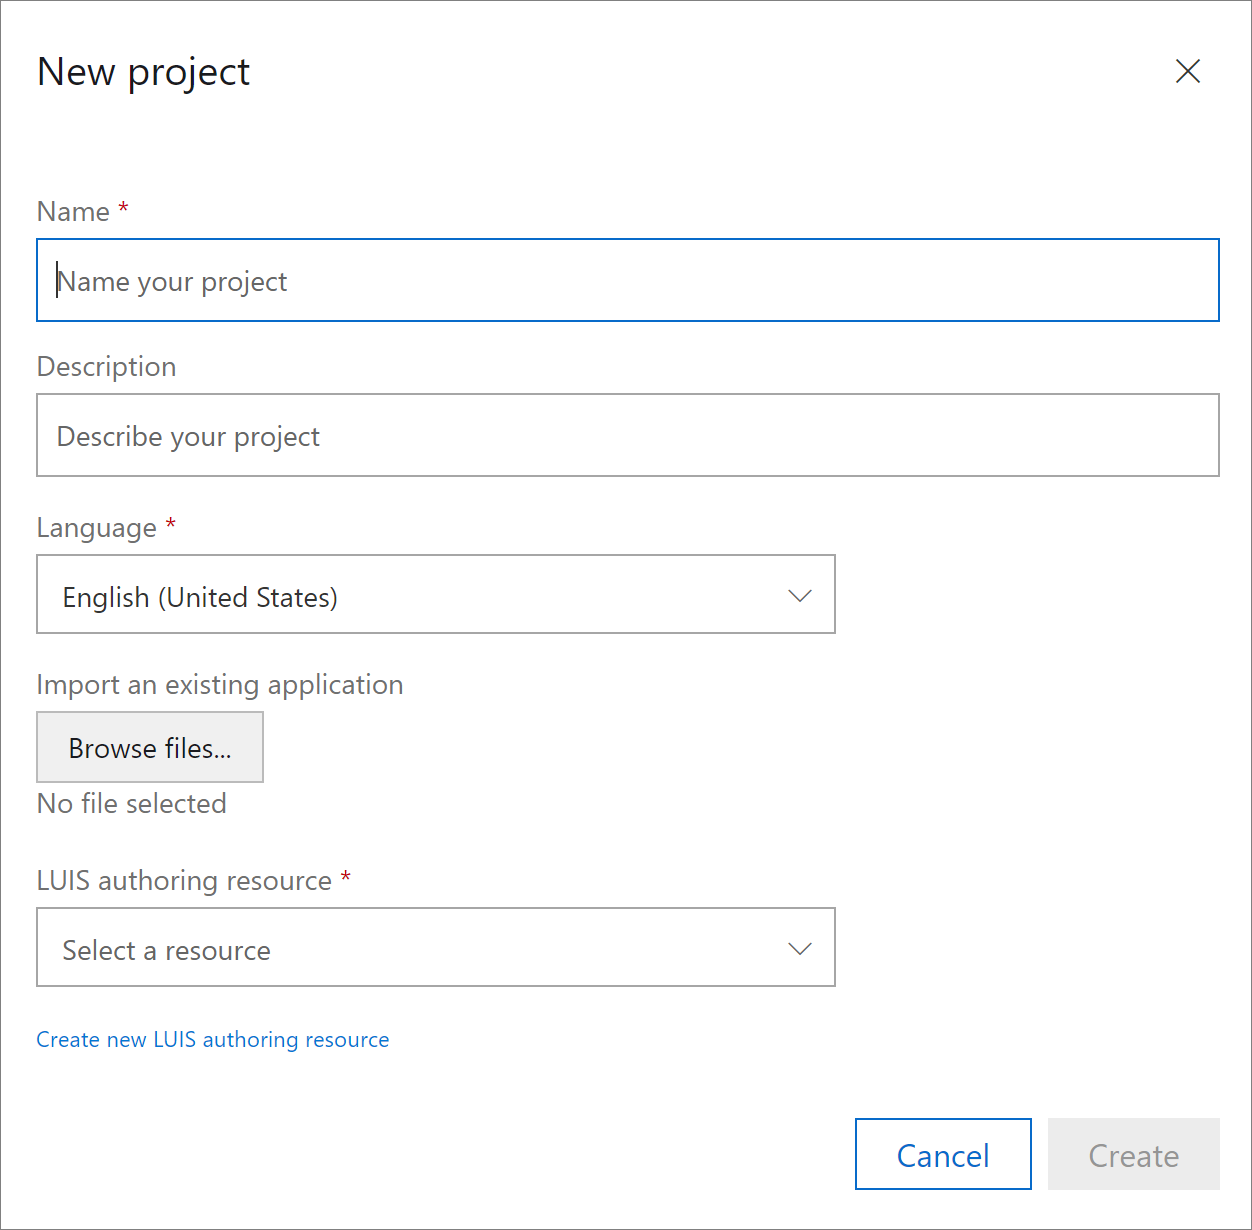 New project
Name *
Name your project
Description
Describe your project
Language *
English (United States)
Import an existing application
Browse files...
No file selected
LUIS authoring resource *
Select a resource
Create new LUIS authoring resource
Cancel Create